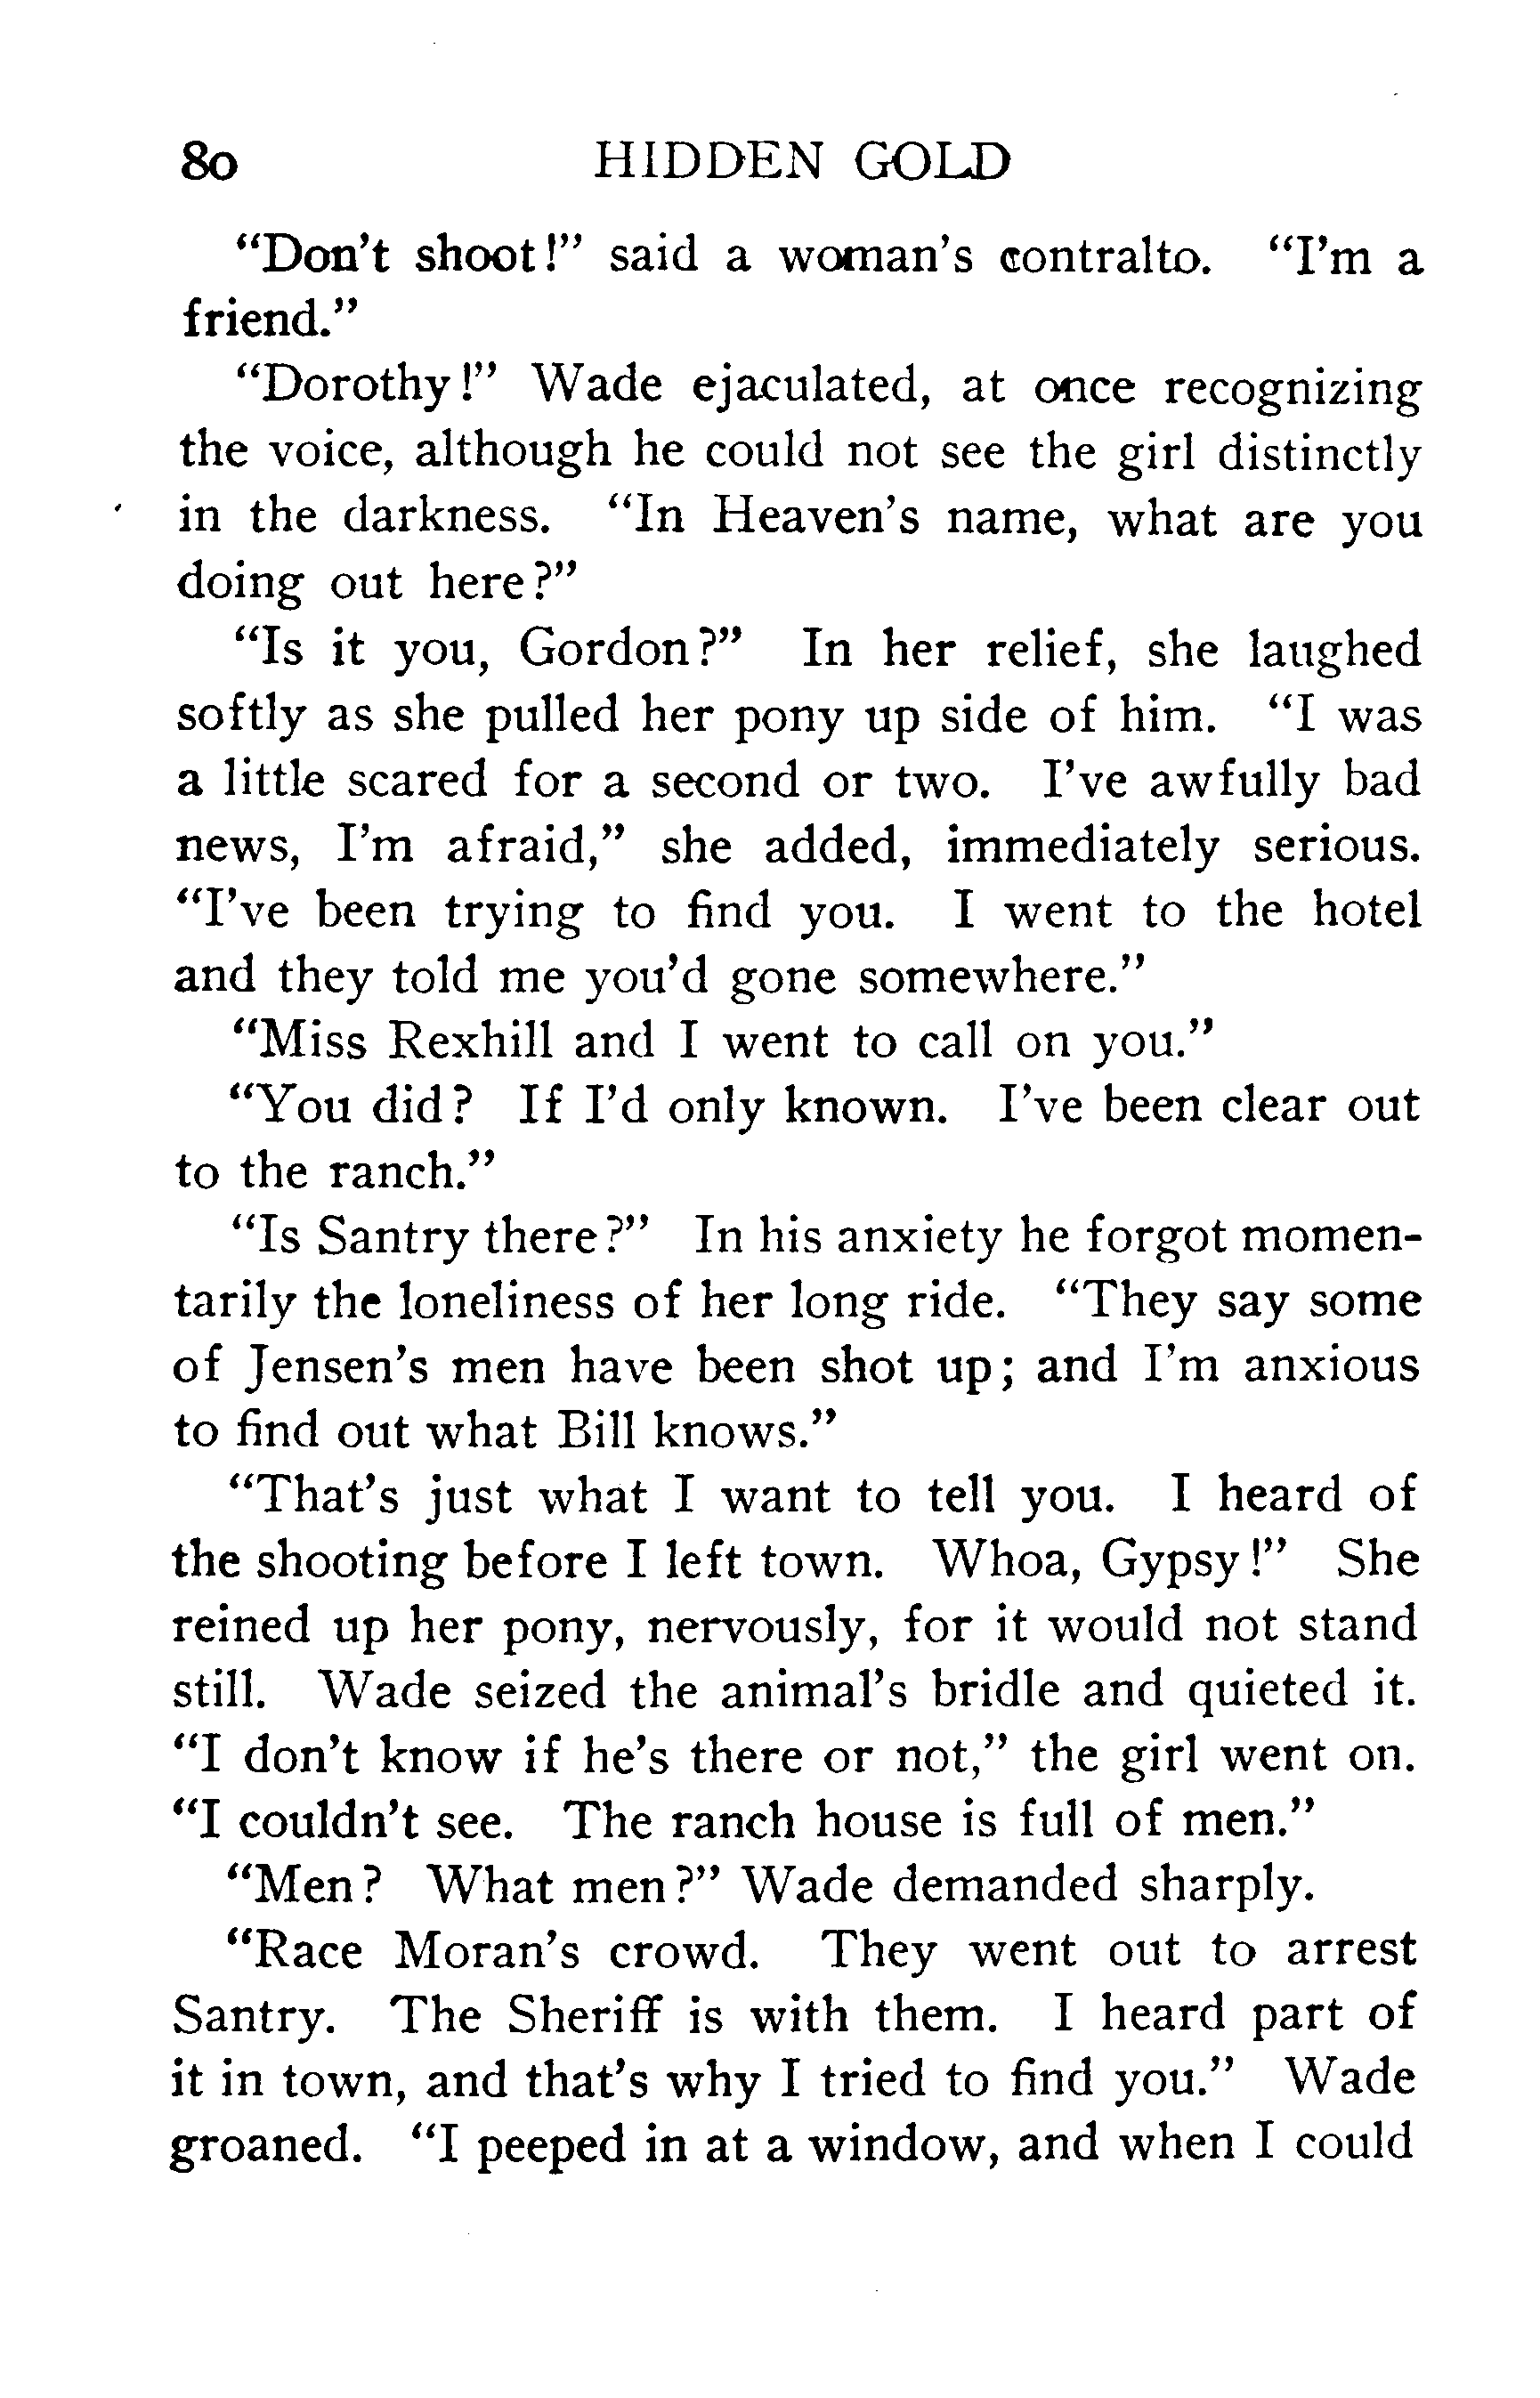 80 HIDDEN GOLD
“Don’t shoot!” said a woman’s contralto. “I’m a
friend.”
“Dorothy!” Wade ejaculated, at once recognizing
the voice, although he could not see the girl distinctly
in the darkness. “In Heaven’s name, what are you
doing out here?”
“Is it you, Gordon?” In her relief, she laughed
softly as she pulled her pony up side of him. “I was
a little scared for a second or two. I’ve awfully bad
news, I’m afraid,” she added, immediately serious.
“I’ve been trying to find you. I went to the hotel
and they told me you’d gone somewhere.”
“Miss Rexhill and I went to call on you.”
“You did? If I’d only known. I’ve been clear out
to the ranch.”
“Is Santry there?” In his anxiety he forgot momen-
tarily the loneliness of her long ride. “They say some
of Jensen’s men have been shot up; and I’m anxious
to find out what Bill knows.”
“That’s just what I want to tell you. I heard of
the shooting before I left town. Whoa, Gypsy!” She
reined up her pony, nervously, for it would not stand
still. Wade seized the animal’s bridle and quieted it.
“I don’t know if he’s there or not,” the girl went on.
“I couldn’t see. The ranch house is full of men.”
“Men? What men?” Wade demanded sharply.
“Race Moran’s crowd. They went out to arrest
Santry. The Sheriff is with them. I heard part of
it in town, and that’s why I tried to find you.” Wade
groaned. “I peeped in at a window, and when I could